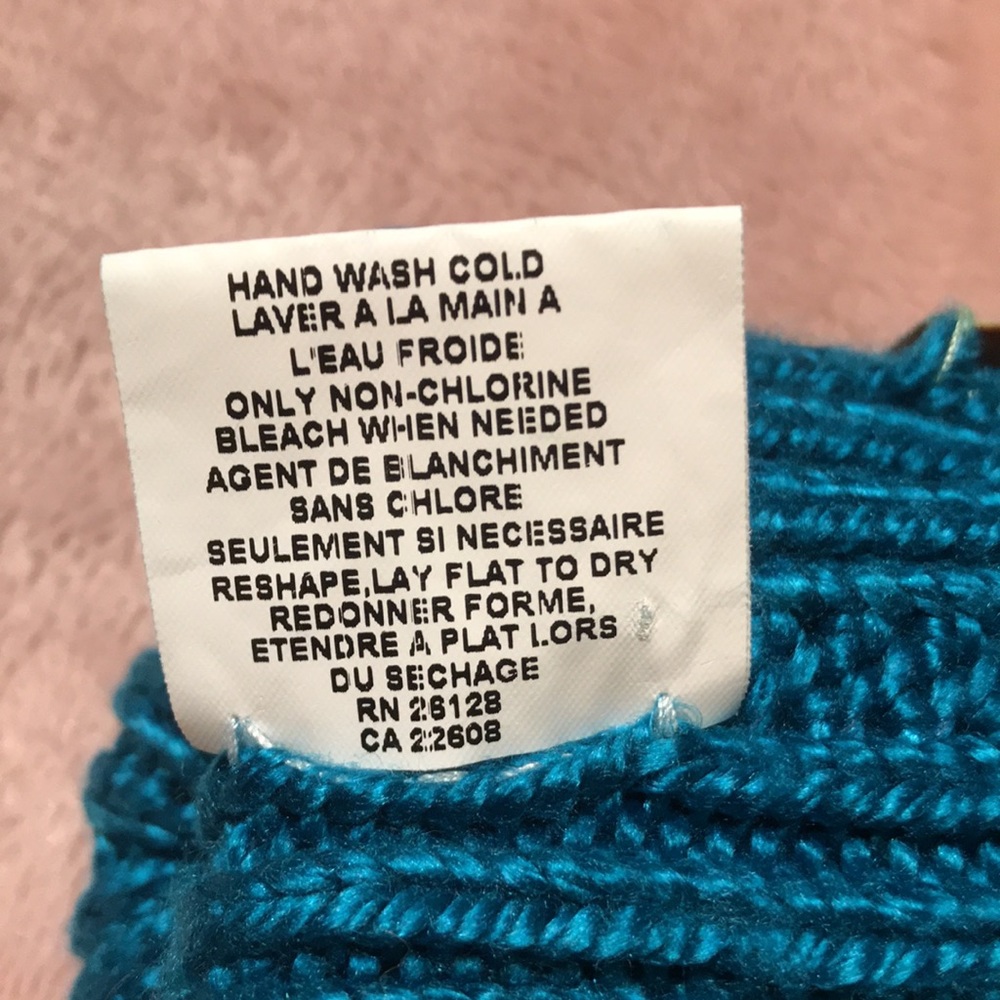 HAND WASH COLD
LAVER A LA MAIN A
L'EAU FROIDE
ONLY NON-CHLORINE
BLEACH WHEN NEEDED
AGENT DE BLANCHIMENT
SANS CHLORE
SEULEMENT SI NECESSAIRE
RESHAPE,LAY FLAT TO DRY
REDONNER FORME,
ETENDRE A PLAT LORS
DU SECHAGE
RN 26128
CA 22608